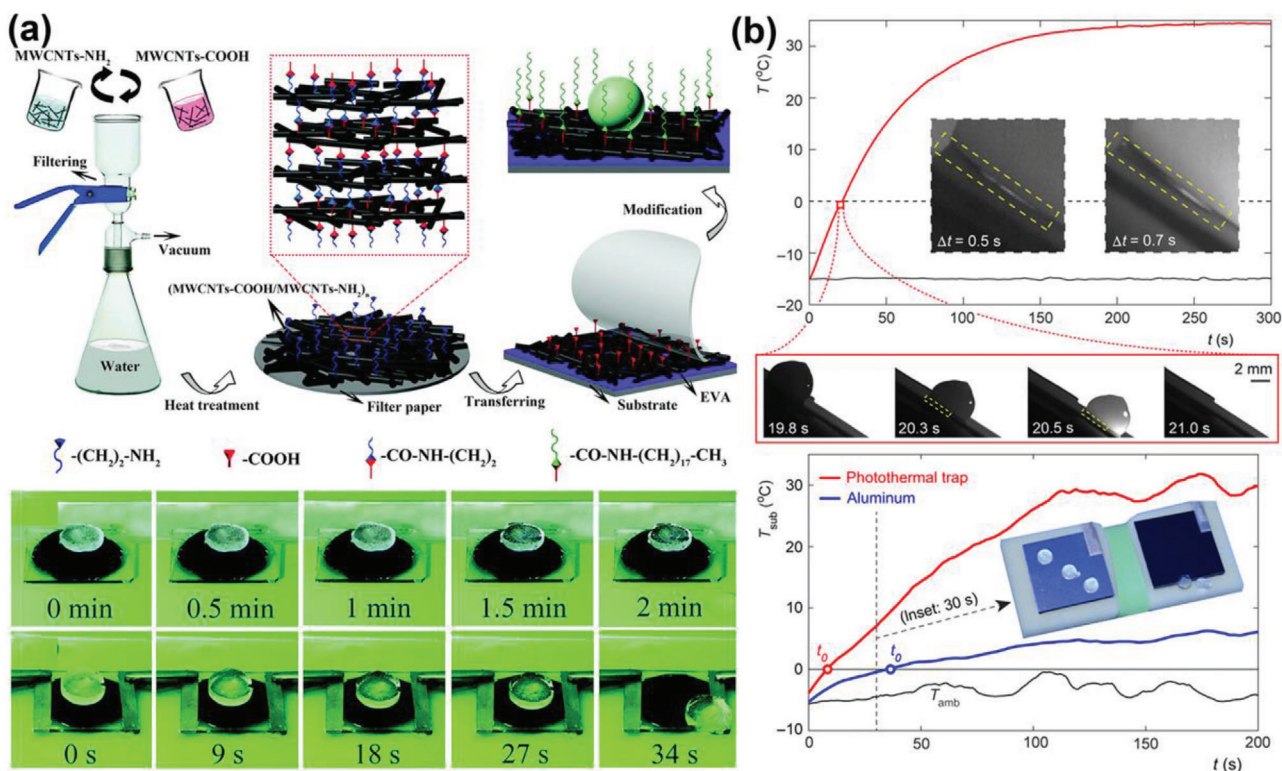 (a)
MWCNTs-NH2
MWCNTs-COOH
Filtering
Vacuum
Water
Heat treatment
(MWCNTs-COOH/MWCNTs-NH2)n
Filter paper
Transferring
Substrate
EVA
Modification
-(CH2)2-NH2
-COOH
-CO-NH-(CH2)2
-CO-NH-(CH2)17-CH3
0 min
0.5 min
1 min
1.5 min
2 min
0 s
9 s
18 s
27 s
34 s
(b)
T (°C)
30
20
10
0
−10
−20
Δt = 0.5 s
Δt = 0.7 s
0
50
100
150
200
250
300
t (s)
2 mm
19.8 s
20.3 s
20.5 s
21.0 s
Tsub (°C)
30
20
10
0
−10
Photothermal trap
Aluminum
(Inset: 30 s)
t0
t0
Tamb
0
50
100
150
200
t (s)